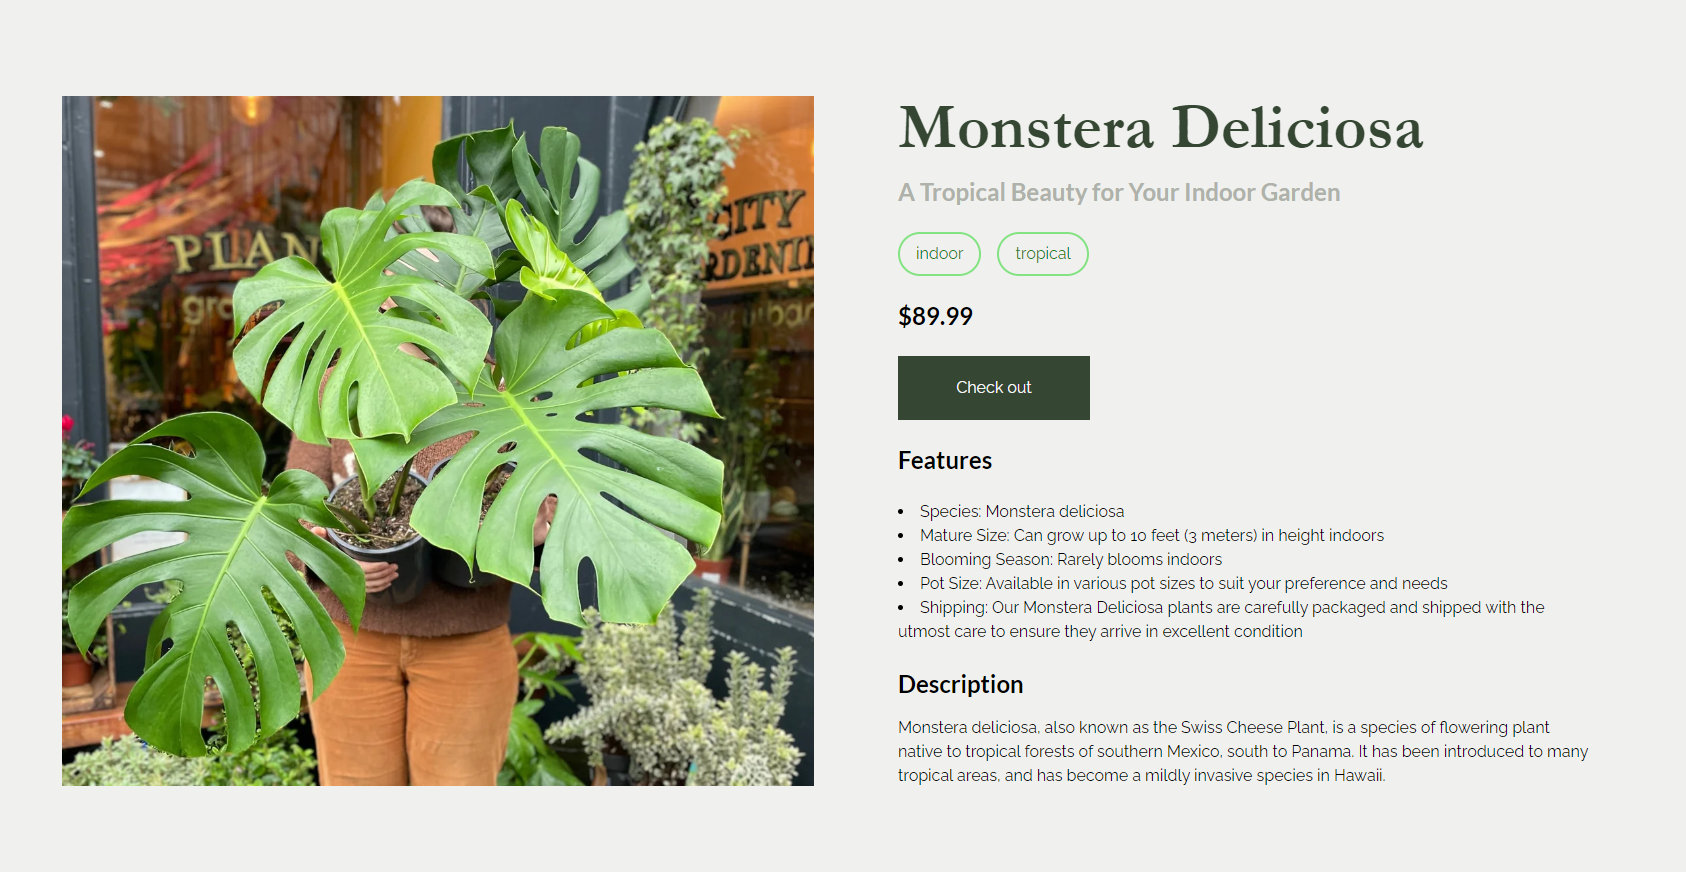 Monstera Deliciosa
A Tropical Beauty for Your Indoor Garden
indoor
tropical
$89.99
Check out
Features
Species: Monstera deliciosa
Mature Size: Can grow up to 10 feet (3 meters) in height indoors
Blooming Season: Rarely blooms indoors
Pot Size: Available in various pot sizes to suit your preference and needs
Shipping: Our Monstera Deliciosa plants are carefully packaged and shipped with the
utmost care to ensure they arrive in excellent condition
Description
Monstera deliciosa, also known as the Swiss Cheese Plant, is a species of flowering plant
native to tropical forests of southern Mexico, south to Panama. It has been introduced to many
tropical areas, and has become a mildly invasive species in Hawaii.
PLAN
gro
CITY
RDENIN